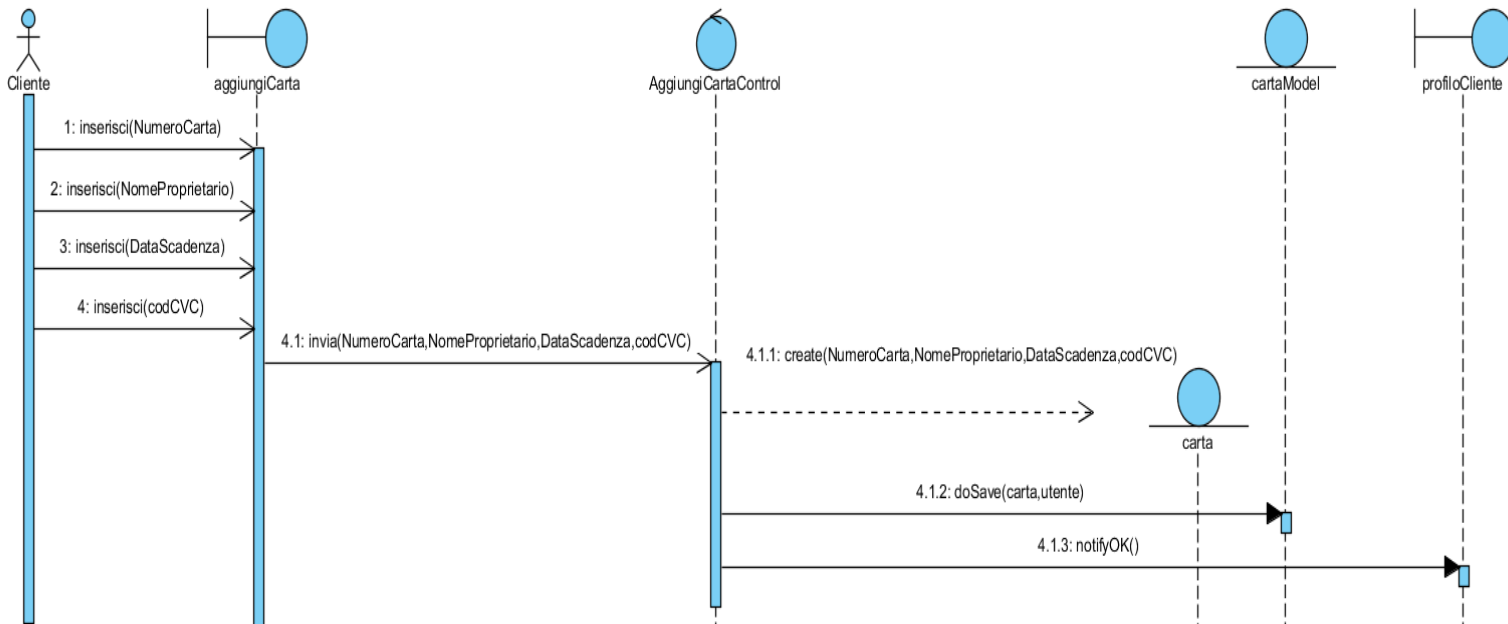 Cliente
aggiungiCarta
AggiungiCartaControl
cartaModel
profiloCliente
1: inserisci(NumeroCarta)
2: inserisci(NomeProprietario)
3: inserisci(DataScadenza)
4: inserisci(codCVC)
4.1: invia(NumeroCarta,NomeProprietario,DataScadenza,codCVC)
4.1.1: create(NumeroCarta,NomeProprietario,DataScadenza,codCVC)
carta
4.1.2: doSave(carta,utente)
4.1.3: notifyOK()